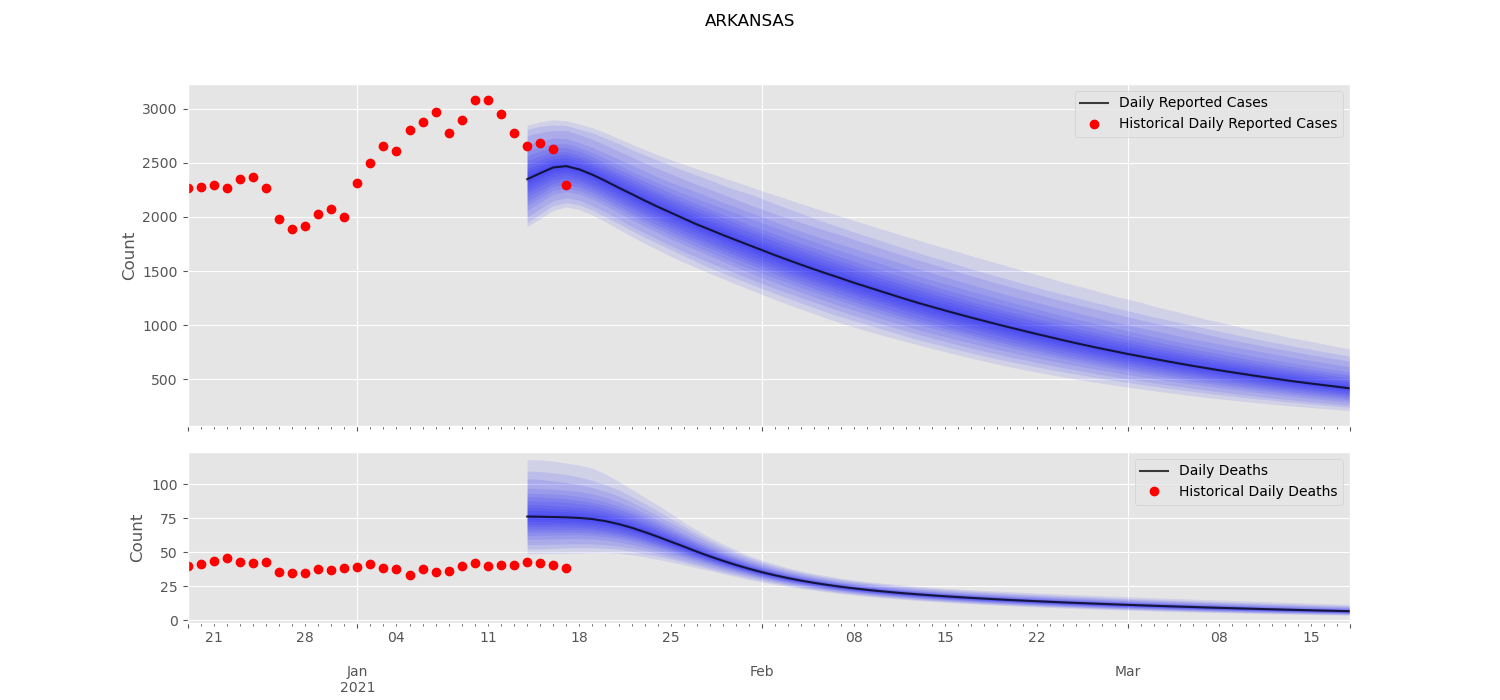 ARKANSAS
3000
2500
2000
1500
1000
500
Count
Daily Reported Cases
Historical Daily Reported Cases
100
75
50
25
0
Count
Daily Deaths
Historical Daily Deaths
21 28 04 11 18 25 08 15 22 08 15
Jan Feb Mar
2021